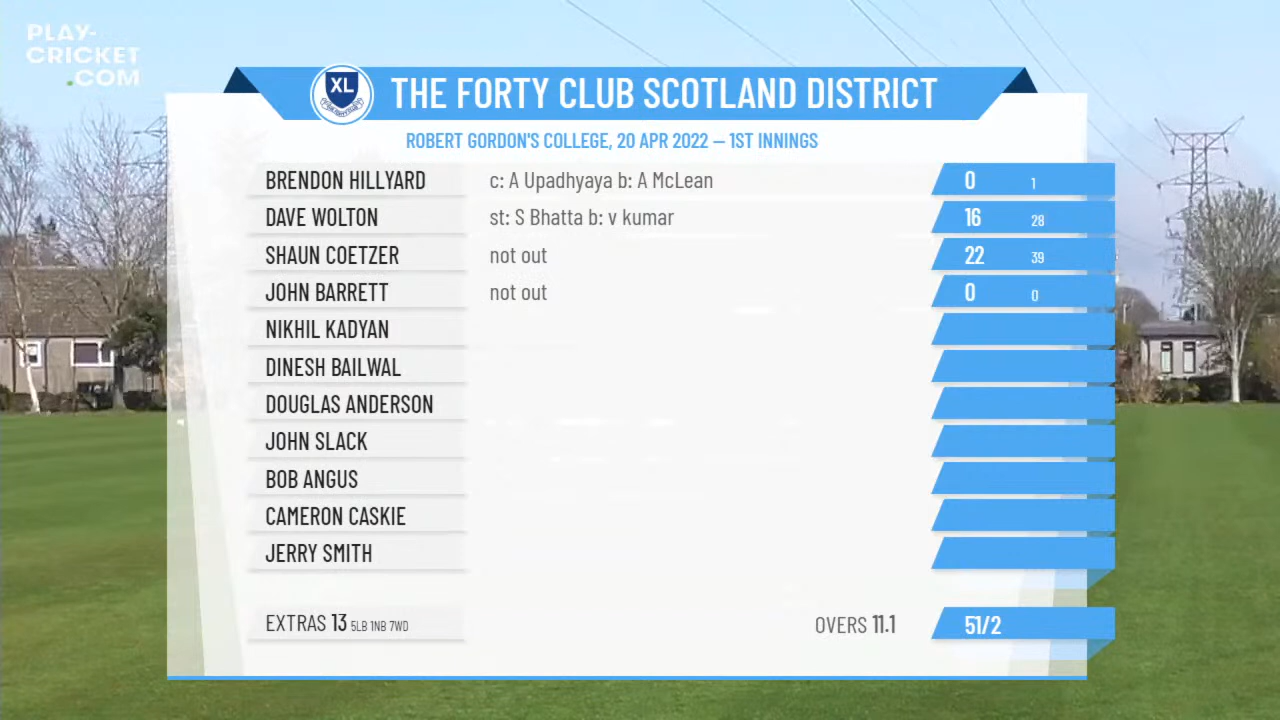 PLAY-
CRICKET
.COM
XL
THE FORTY CLUB SCOTLAND DISTRICT
ROBERT GORDON'S COLLEGE, 20 APR 2022 – 1ST INNINGS
BRENDON HILLYARD c: A Upadhyaya b: A McLean 0 1
DAVE WOLTON st: S Bhatta b: v kumar 16 28
SHAUN COETZER not out 22 39
JOHN BARRETT not out 0 0
NIKHIL KADYAN
DINESH BAILWAL
DOUGLAS ANDERSON
JOHN SLACK
BOB ANGUS
CAMERON CASKIE
JERRY SMITH
EXTRAS 13 5LB 1NB 7WD OVERS 11.1 51/2